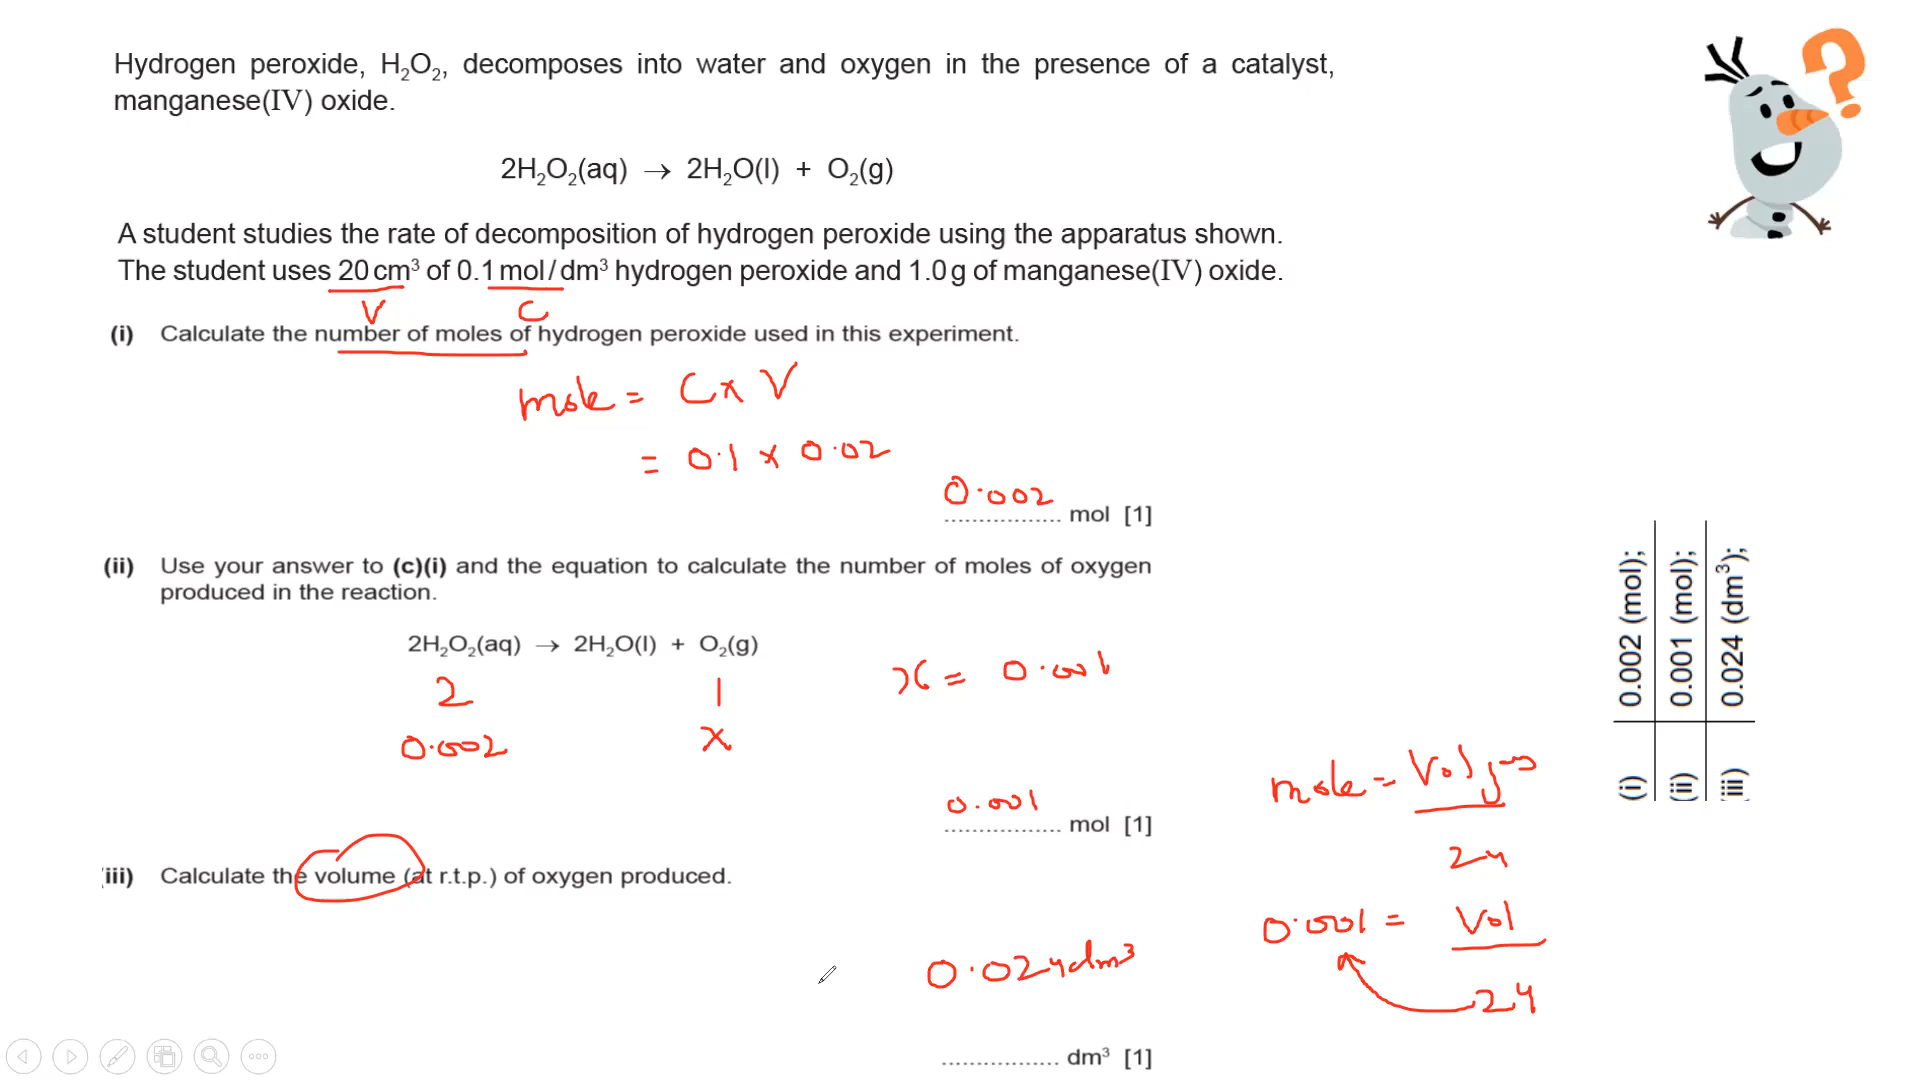 Hydrogen peroxide, H₂O₂, decomposes into water and oxygen in the presence of a catalyst,
manganese(IV) oxide.
2H₂O₂(aq) → 2H₂O(l) + O₂(g)
A student studies the rate of decomposition of hydrogen peroxide using the apparatus shown.
The student uses 20 cm³ of 0.1 mol/dm³ hydrogen peroxide and 1.0 g of manganese(IV) oxide.
V C
(i) Calculate the number of moles of hydrogen peroxide used in this experiment.
mole = C x V
= 0.1 x 0.02
0.002
.................. mol [1]
(ii) Use your answer to (c)(i) and the equation to calculate the number of moles of oxygen
produced in the reaction.
2H₂O₂(aq) → 2H₂O(l) + O₂(g)
2 1
0.002 x
x = 0.001
0.001
.................. mol [1]
iii) Calculate the volume (at r.t.p.) of oxygen produced.
0.024dm³
.................. dm³ [1]
mole = Vol gas
24
0.001 = Vol
24
(i) 0.002 (mol);
(ii) 0.001 (mol);
iii) 0.024 (dm³);